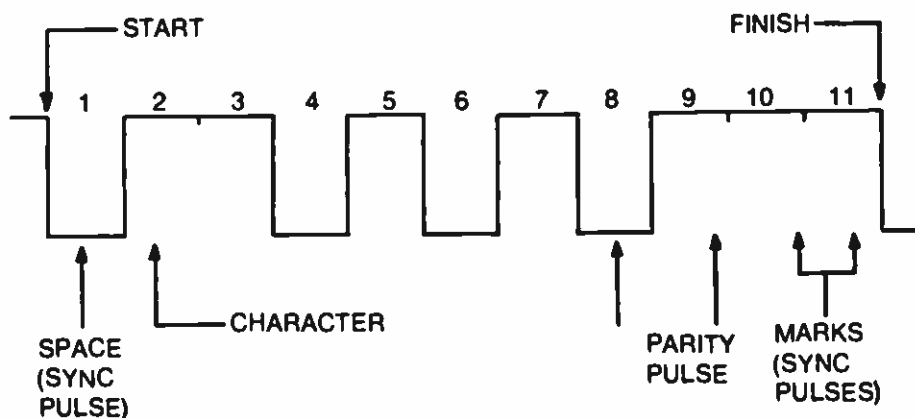 START
FINISH
1 2 3 4 5 6 7 8 9 10 11
CHARACTER
SPACE
(SYNC
PULSE)
PARITY
PULSE
MARKS
(SYNC
PULSES)